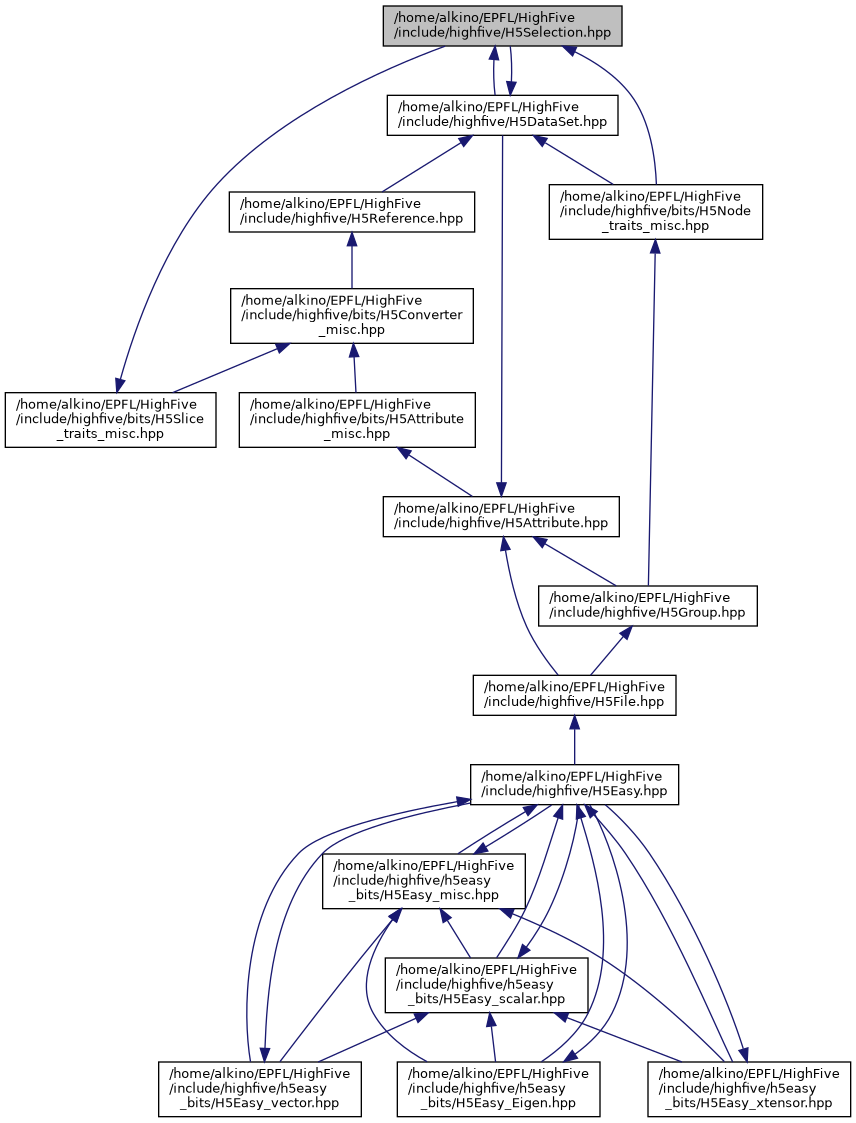 /home/alkino/EPFL/HighFive
/include/highfive/H5Selection.hpp
/home/alkino/EPFL/HighFive
/include/highfive/H5DataSet.hpp
/home/alkino/EPFL/HighFive
/include/highfive/H5Reference.hpp
/home/alkino/EPFL/HighFive
/include/highfive/bits/H5Node
_traits_misc.hpp
/home/alkino/EPFL/HighFive
/include/highfive/bits/H5Converter
_misc.hpp
/home/alkino/EPFL/HighFive
/include/highfive/bits/H5Slice
_traits_misc.hpp
/home/alkino/EPFL/HighFive
/include/highfive/bits/H5Attribute
_misc.hpp
/home/alkino/EPFL/HighFive
/include/highfive/H5Attribute.hpp
/home/alkino/EPFL/HighFive
/include/highfive/H5Group.hpp
/home/alkino/EPFL/HighFive
/include/highfive/H5File.hpp
/home/alkino/EPFL/HighFive
/include/highfive/H5Easy.hpp
/home/alkino/EPFL/HighFive
/include/highfive/h5easy
_bits/H5Easy_misc.hpp
/home/alkino/EPFL/HighFive
/include/highfive/h5easy
_bits/H5Easy_scalar.hpp
/home/alkino/EPFL/HighFive
/include/highfive/h5easy
_bits/H5Easy_vector.hpp
/home/alkino/EPFL/HighFive
/include/highfive/h5easy
_bits/H5Easy_Eigen.hpp
/home/alkino/EPFL/HighFive
/include/highfive/h5easy
_bits/H5Easy_xtensor.hpp